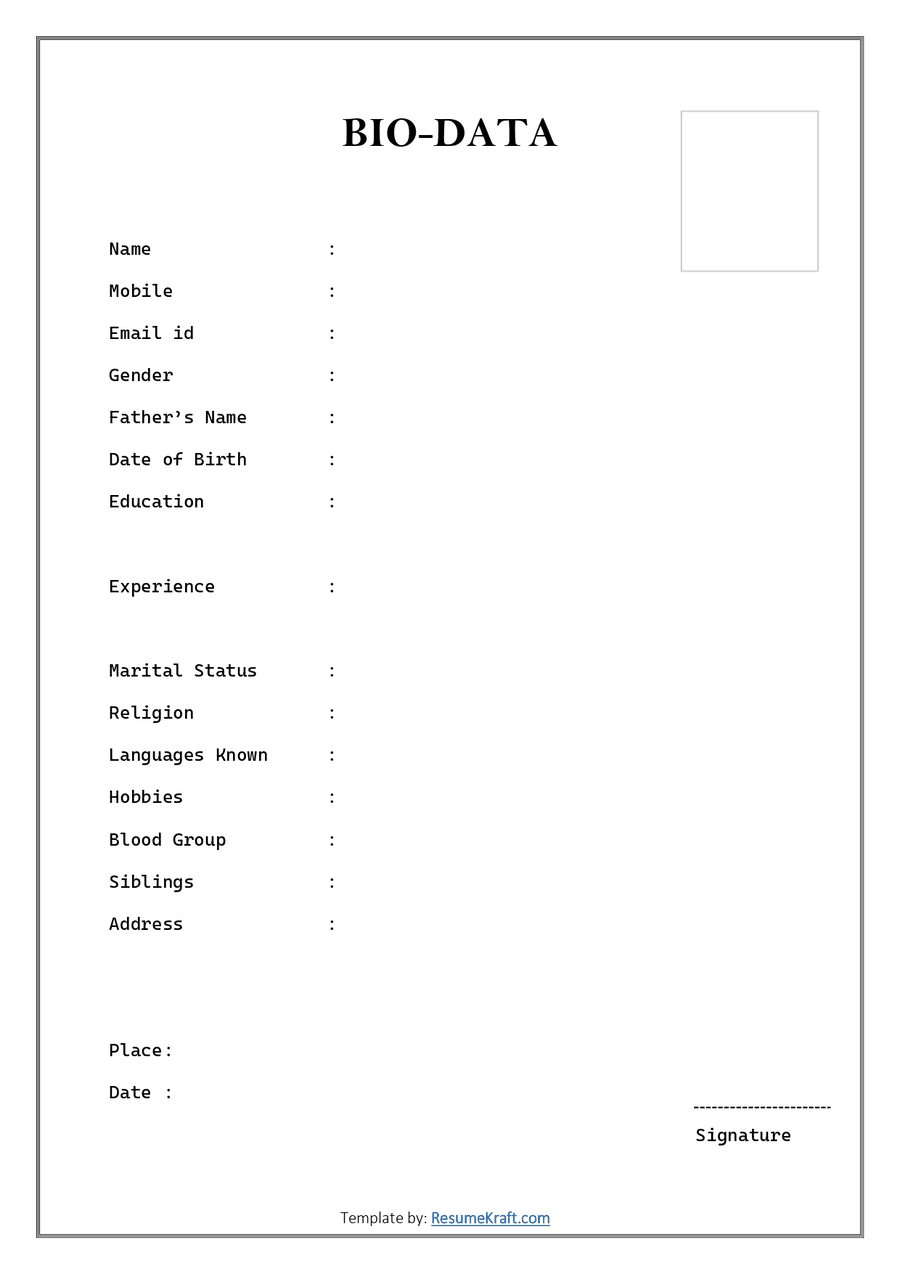 BIO-DATA
Name :
Mobile :
Email id :
Gender :
Father’s Name :
Date of Birth :
Education :
Experience :
Marital Status :
Religion :
Languages Known :
Hobbies :
Blood Group :
Siblings :
Address :
Place:
Date :
-----------------------
Signature
Template by: ResumeKraft.com